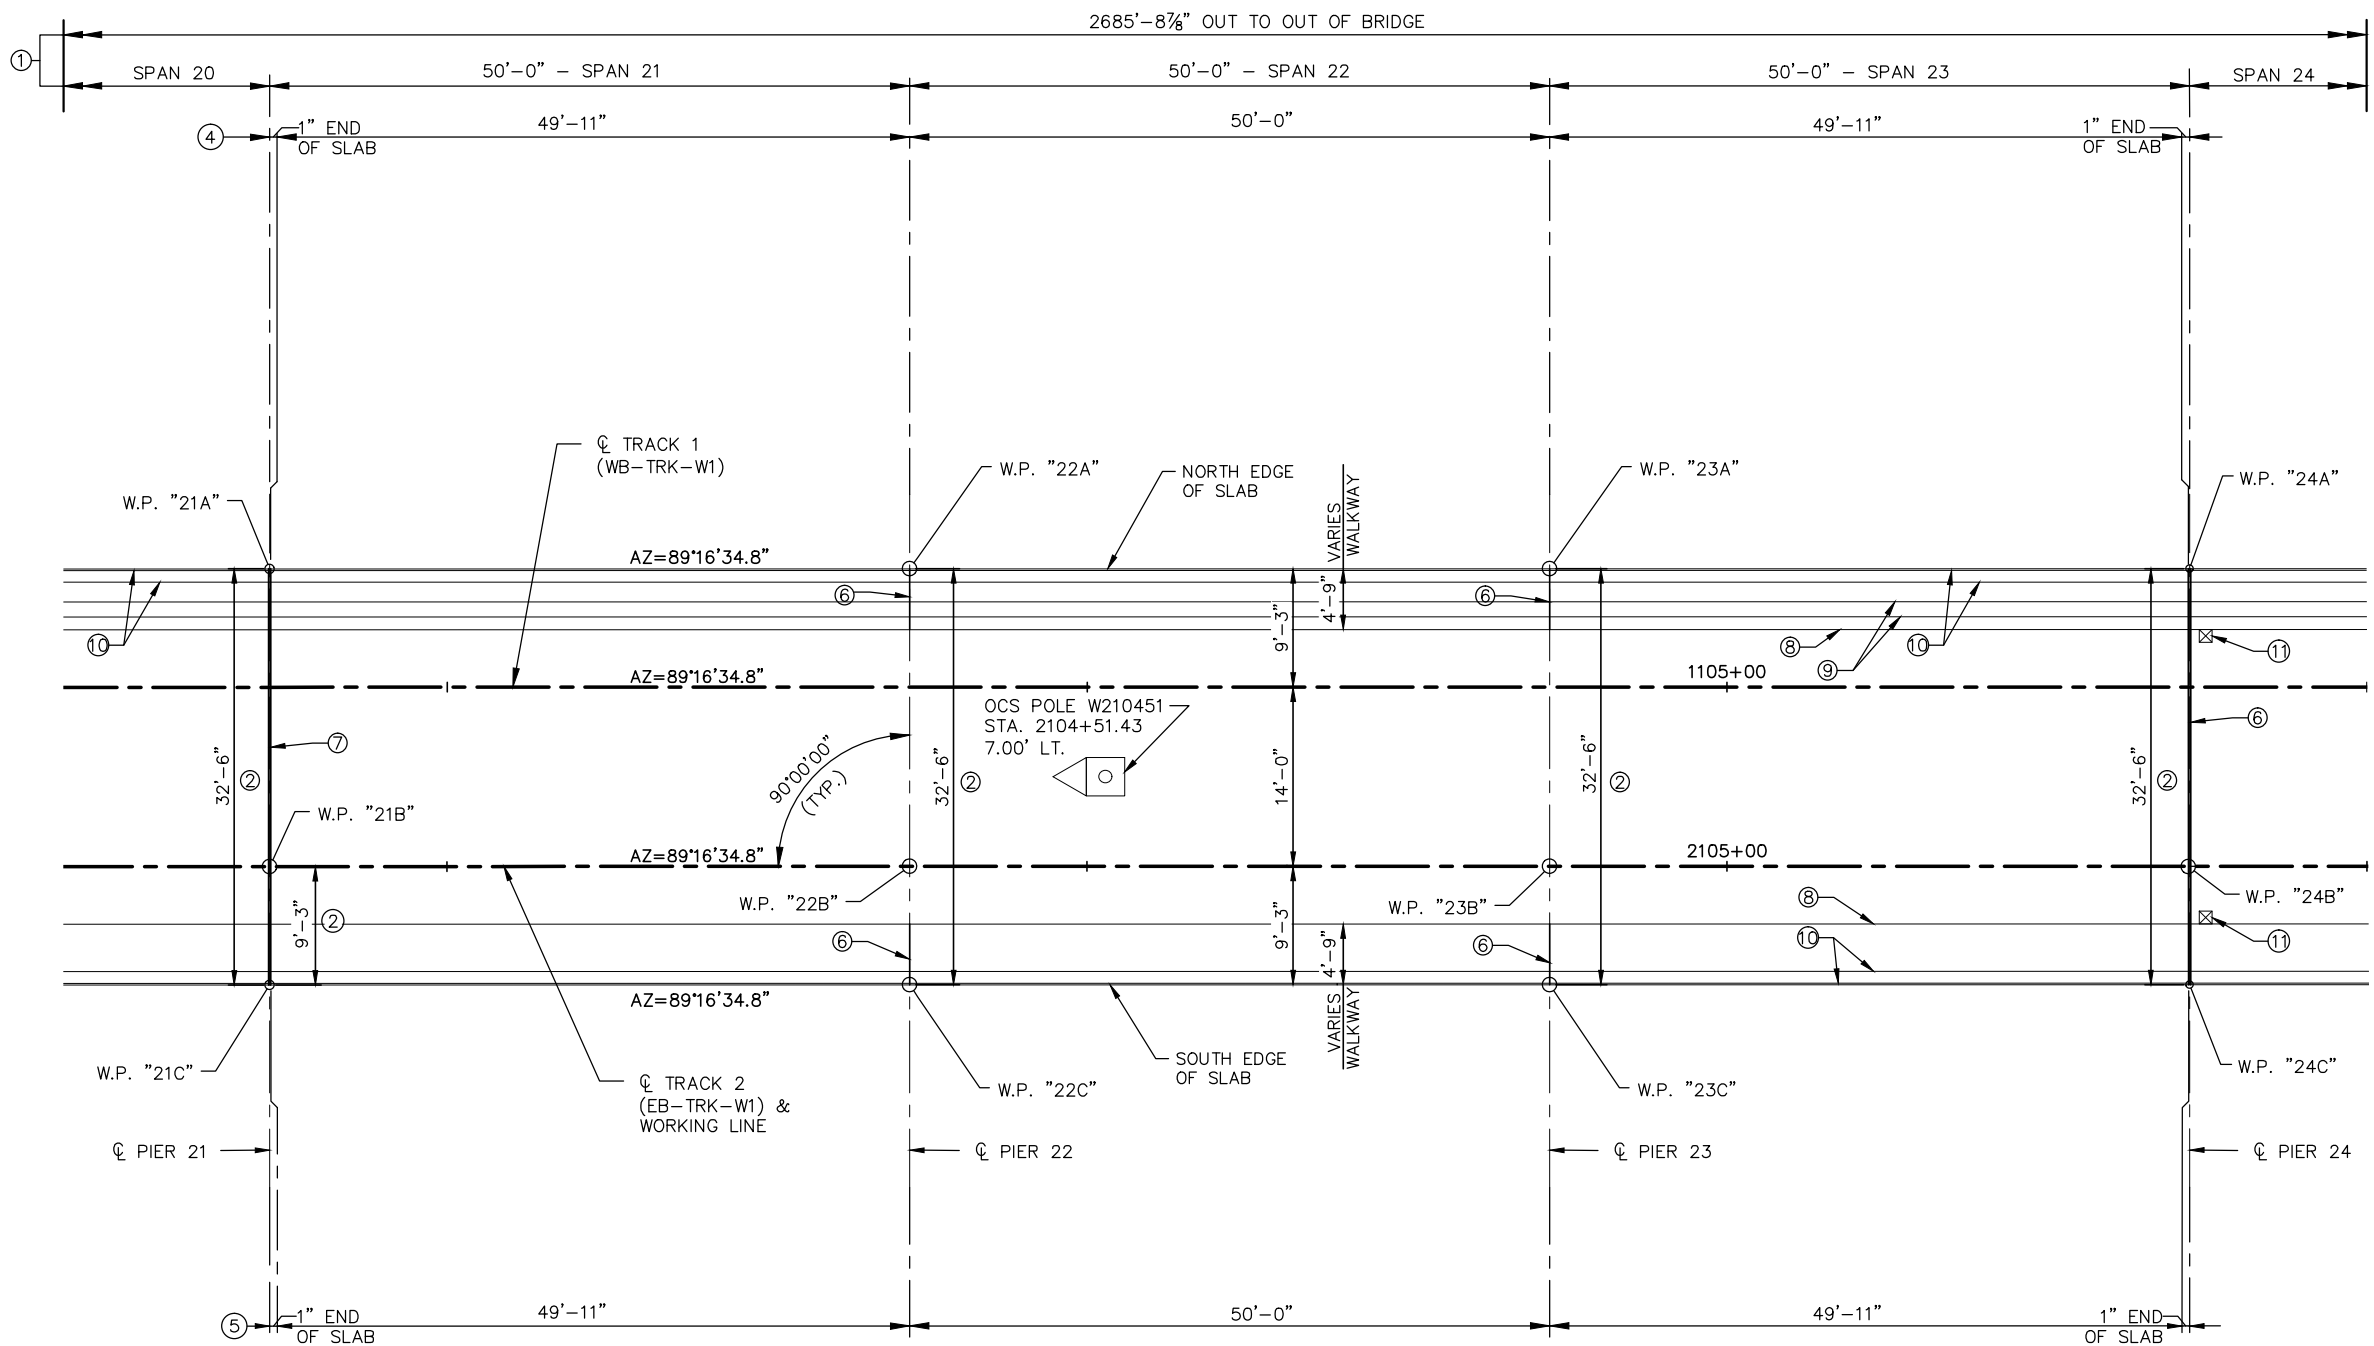 2685'-8⅞" OUT TO OUT OF BRIDGE
①
SPAN 20
50'-0" - SPAN 21
50'-0" - SPAN 22
50'-0" - SPAN 23
SPAN 24
④
1" END
OF SLAB
49'-11"
50'-0"
49'-11"
1" END
OF SLAB
℄ TRACK 1
(WB-TRK-W1)
W.P. "22A"
NORTH EDGE
OF SLAB
W.P. "23A"
W.P. "24A"
W.P. "21A"
VARIES
WALKWAY
AZ=89°16'34.8"
⑥
⑥
4'-9"
9'-3"
⑩
⑧
⑨
⑩
⑪
AZ=89°16'34.8"
1105+00
OCS POLE W210451
STA. 2104+51.43
7.00' LT.
⑦
⑥
90°00'00"
(TYP.)
32'-6"
②
32'-6"
②
14'-0"
32'-6"
②
32'-6"
②
W.P. "21B"
AZ=89°16'34.8"
2105+00
W.P. "22B"
W.P. "23B"
⑧
W.P. "24B"
9'-3"
②
⑥
9'-3"
4'-9"
⑥
⑩
⑪
AZ=89°16'34.8"
VARIES
WALKWAY
W.P. "21C"
℄ TRACK 2
(EB-TRK-W1) &
WORKING LINE
W.P. "22C"
SOUTH EDGE
OF SLAB
W.P. "23C"
W.P. "24C"
℄ PIER 21
℄ PIER 22
℄ PIER 23
℄ PIER 24
⑤
1" END
OF SLAB
49'-11"
50'-0"
49'-11"
1" END
OF SLAB